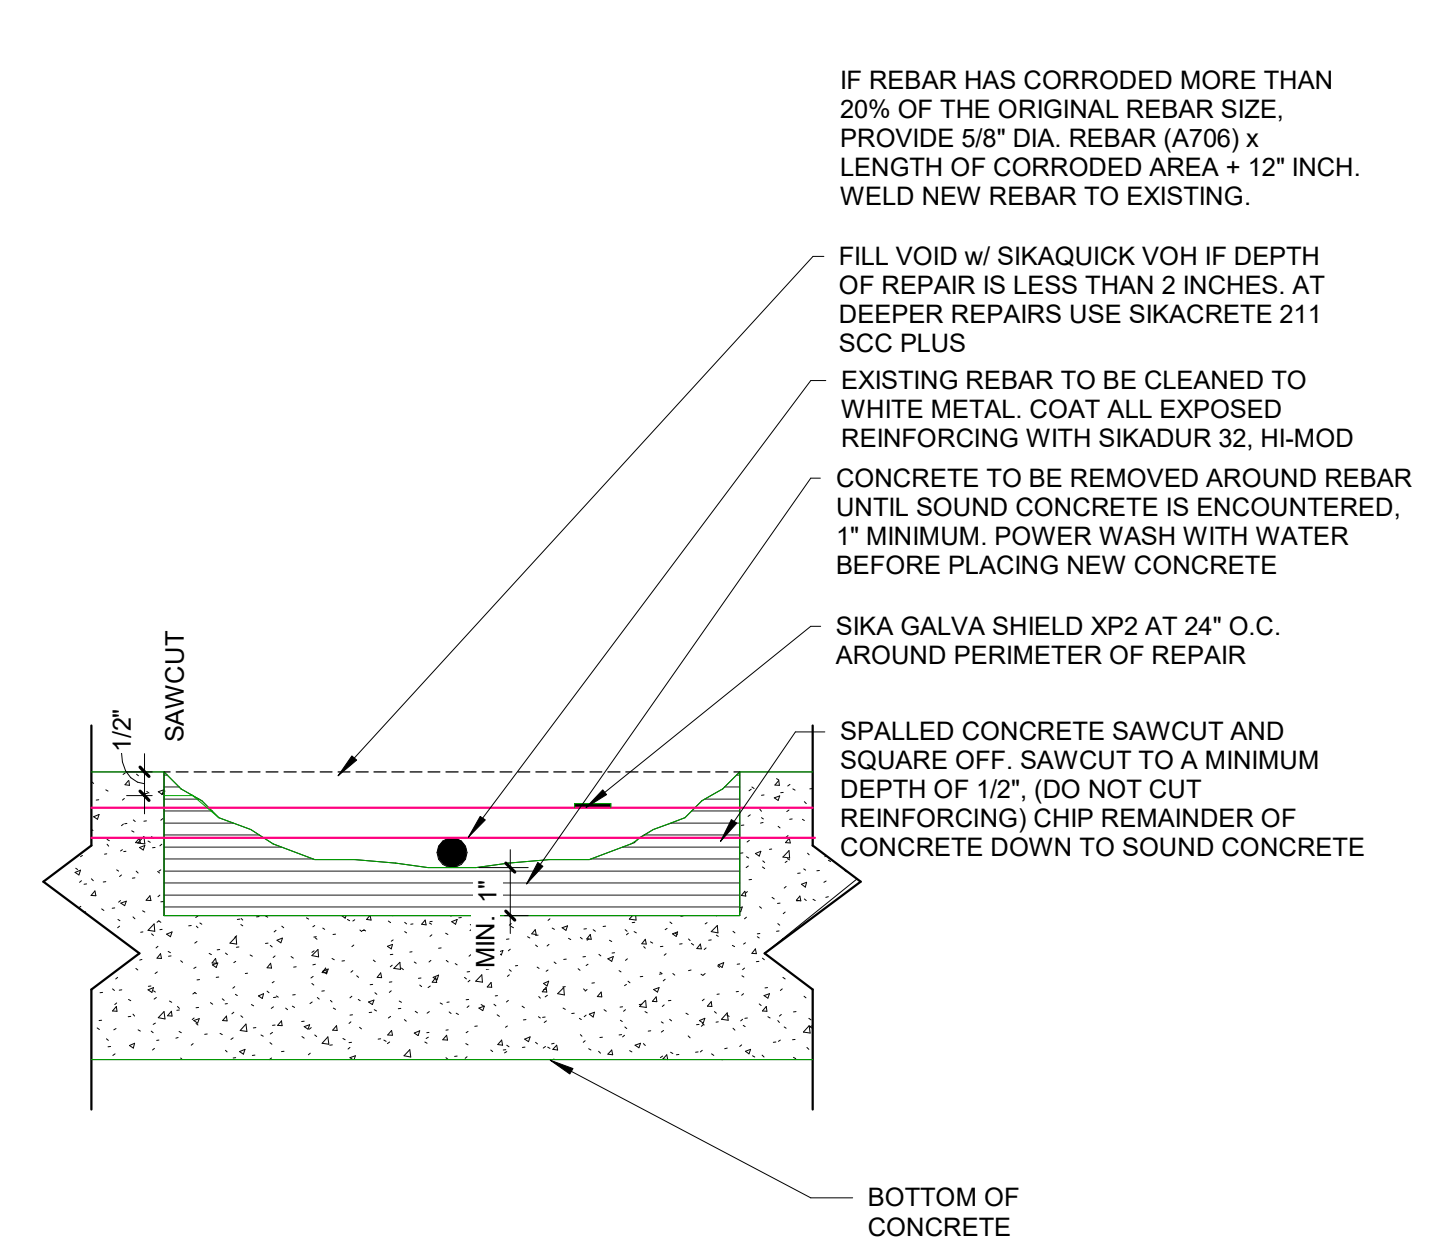 IF REBAR HAS CORRODED MORE THAN
20% OF THE ORIGINAL REBAR SIZE,
PROVIDE 5/8" DIA. REBAR (A706) x
LENGTH OF CORRODED AREA + 12" INCH.
WELD NEW REBAR TO EXISTING.
FILL VOID w/ SIKAQUICK VOH IF DEPTH
OF REPAIR IS LESS THAN 2 INCHES. AT
DEEPER REPAIRS USE SIKACRETE 211
SCC PLUS
EXISTING REBAR TO BE CLEANED TO
WHITE METAL. COAT ALL EXPOSED
REINFORCING WITH SIKADUR 32, HI-MOD
CONCRETE TO BE REMOVED AROUND REBAR
UNTIL SOUND CONCRETE IS ENCOUNTERED,
1" MINIMUM. POWER WASH WITH WATER
BEFORE PLACING NEW CONCRETE
SIKA GALVA SHIELD XP2 AT 24" O.C.
AROUND PERIMETER OF REPAIR
SPALLED CONCRETE SAWCUT AND
SQUARE OFF. SAWCUT TO A MINIMUM
DEPTH OF 1/2", (DO NOT CUT
REINFORCING) CHIP REMAINDER OF
CONCRETE DOWN TO SOUND CONCRETE
1/2"
SAWCUT
MIN. 1"
BOTTOM OF
CONCRETE